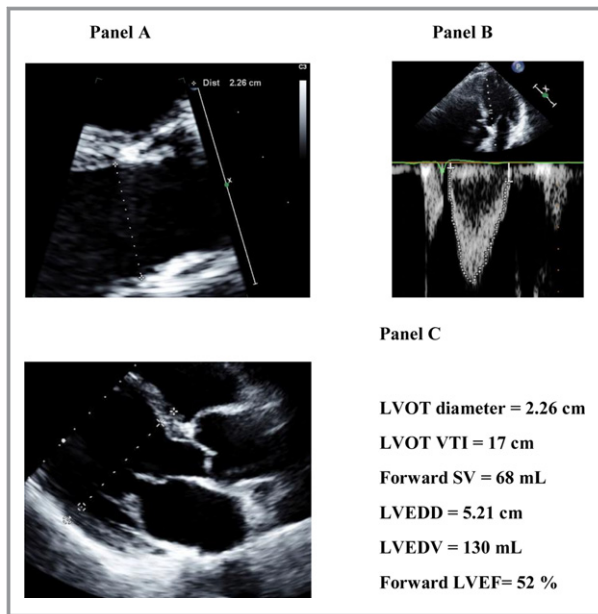 Panel A
Panel B
Dist 2.26 cm
Panel C
LVOT diameter = 2.26 cm
LVOT VTI = 17 cm
Forward SV = 68 mL
LVEDD = 5.21 cm
LVEDV = 130 mL
Forward LVEF= 52 %